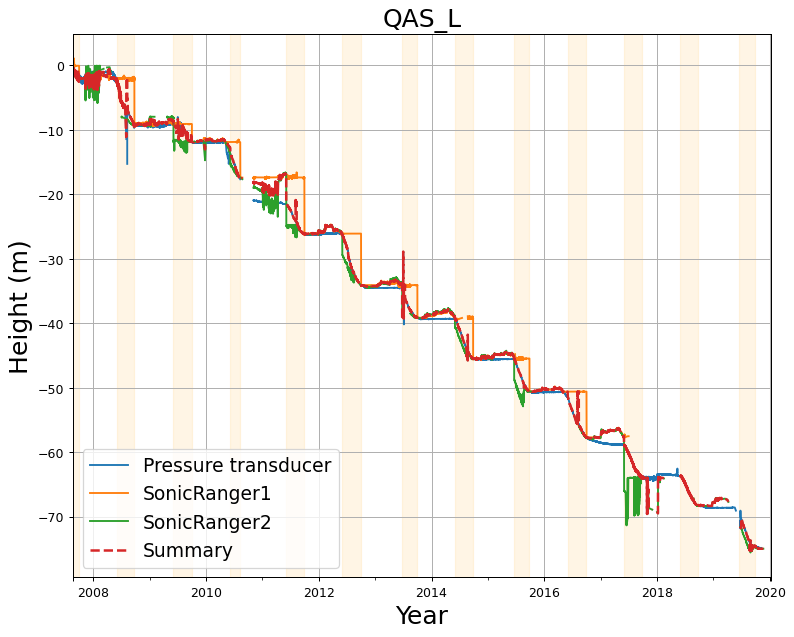 QAS_L
Height (m)
0
−10
−20
−30
−40
−50
−60
−70
Pressure transducer
SonicRanger1
SonicRanger2
Summary
2008 2010 2012 2014 2016 2018 2020
Year